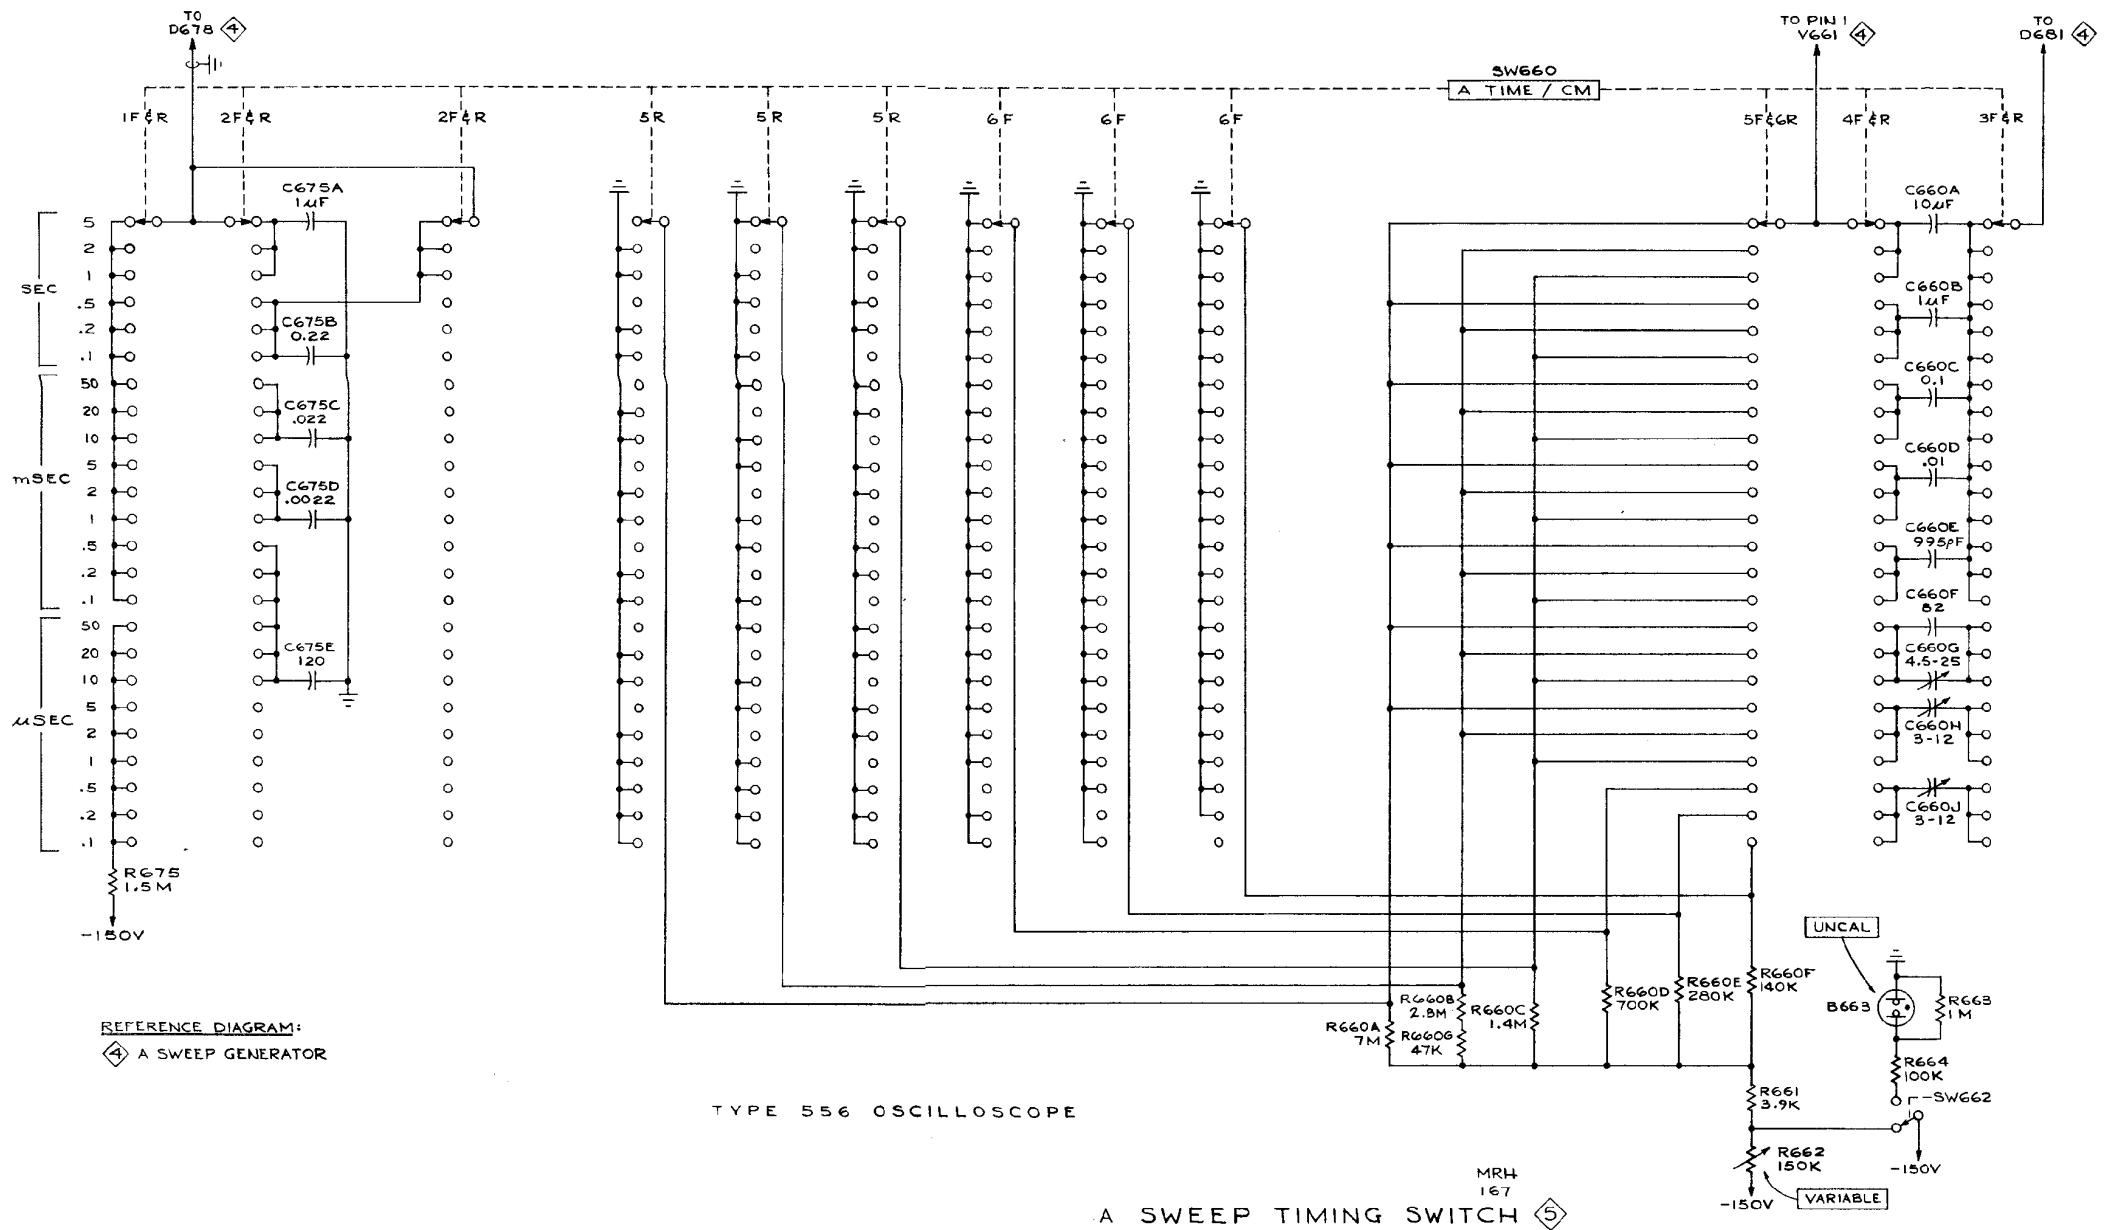 TO
D678 4
TO PIN 1
V661 4
TO
D681 4
SW660
A TIME / CM
1F&R
2F&R
2F&R
5R
5R
5R
6F
6F
6F
5F&6R
4F&R
3F&R
C675A
1µF
C660A
10µF
SEC
5
2
1
.5
.2
.1
C675B
0.22
C660B
1µF
mSEC
50
20
10
5
2
1
.5
.2
.1
C675C
.022
C660C
0.1
C675D
.0022
C660D
.01
C660E
995pF
C660F
82
µSEC
50
20
10
5
2
1
.5
.2
.1
C675E
120
C660G
4.5-25
C660H
3-12
C660J
3-12
R675
1.5M
-150V
UNCAL
B663
R663
1M
R660A
7M
R660B
2.8M
R660G
47K
R660C
1.4M
R660D
700K
R660E
280K
R660F
140K
R664
100K
SW662
R661
3.9K
R662
150K
-150V
-150V
VARIABLE
REFERENCE DIAGRAM:
4 A SWEEP GENERATOR
TYPE 556 OSCILLOSCOPE
MRH
167
A SWEEP TIMING SWITCH 5